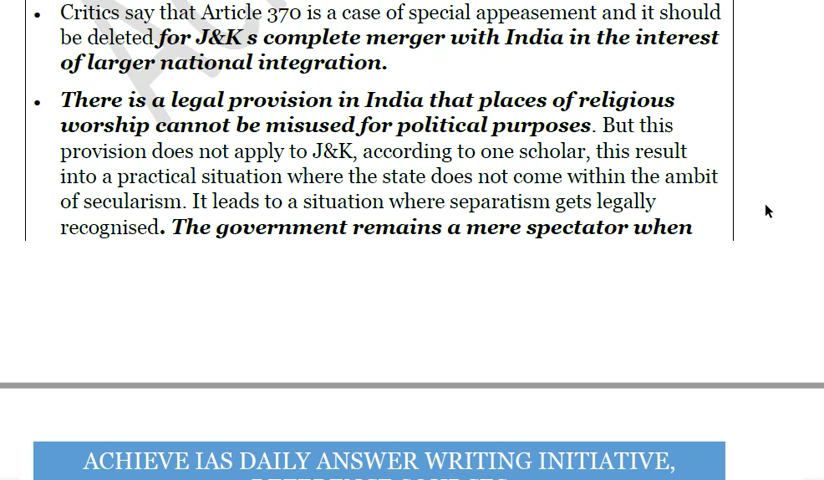 • Critics say that Article 370 is a case of special appeasement and it should
be deleted for J&K s complete merger with India in the interest
of larger national integration.
• There is a legal provision in India that places of religious
worship cannot be misused for political purposes. But this
provision does not apply to J&K, according to one scholar, this result
into a practical situation where the state does not come within the ambit
of secularism. It leads to a situation where separatism gets legally
recognised. The government remains a mere spectator when
ACHIEVE IAS DAILY ANSWER WRITING INITIATIVE,